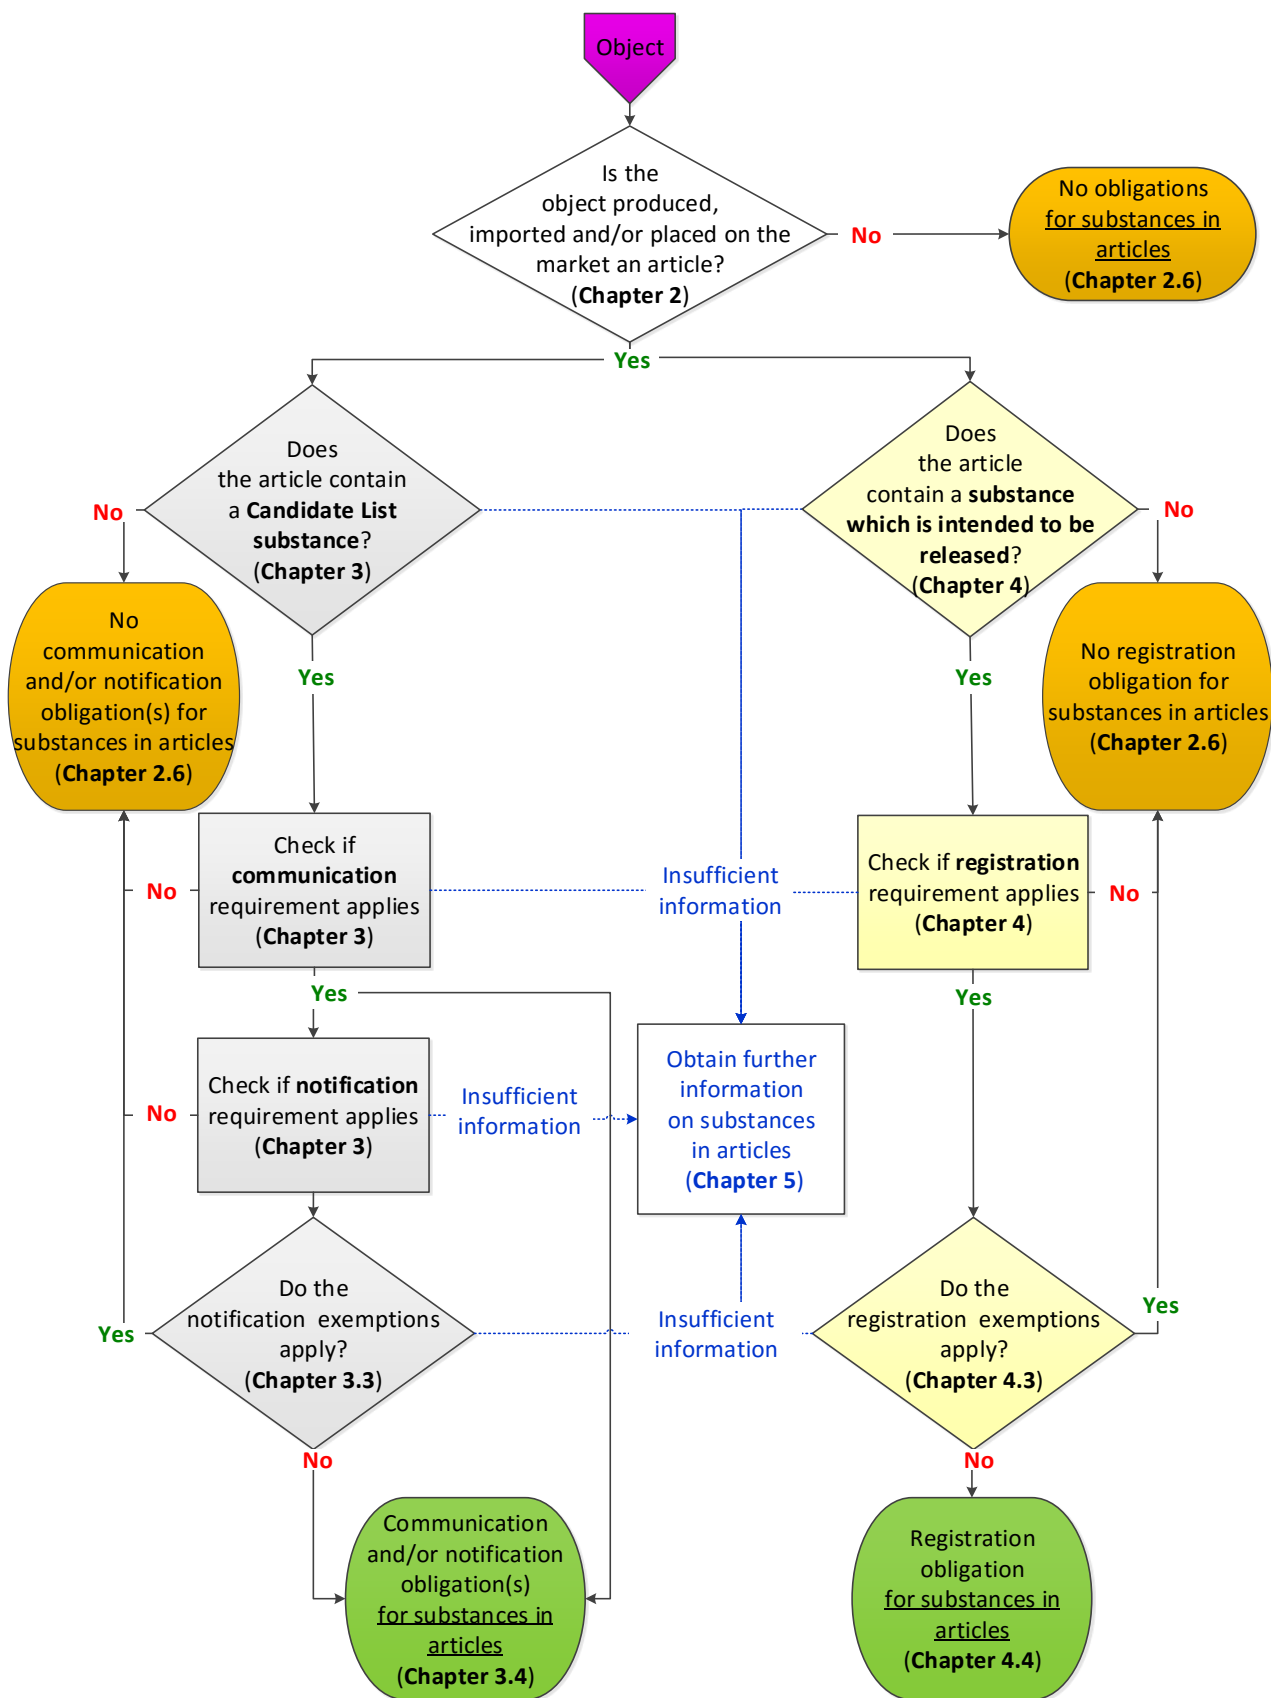 Object
Is the
object produced,
imported and/or placed on the
market an article?
(Chapter 2)
No
No obligations
for substances in
articles
(Chapter 2.6)
Yes
Does
the article contain
a Candidate List
substance?
(Chapter 3)
No
Does
the article
contain a substance
which is intended to be
released?
(Chapter 4)
No
No
communication
and/or notification
obligation(s) for
substances in articles
(Chapter 2.6)
Yes
Yes
No registration
obligation for
substances in articles
(Chapter 2.6)
Check if
communication
requirement applies
(Chapter 3)
No
Insufficient
information
Check if registration
requirement applies
(Chapter 4)
No
Yes
Yes
Check if notification
requirement applies
(Chapter 3)
No
Insufficient
information
Obtain further
information
on substances
in articles
(Chapter 5)
Do the
notification exemptions
apply?
(Chapter 3.3)
Yes
Insufficient
information
Do the
registration exemptions
apply?
(Chapter 4.3)
Yes
No
No
Communication
and/or notification
obligation(s)
for substances in
articles
(Chapter 3.4)
Registration
obligation
for substances in
articles
(Chapter 4.4)